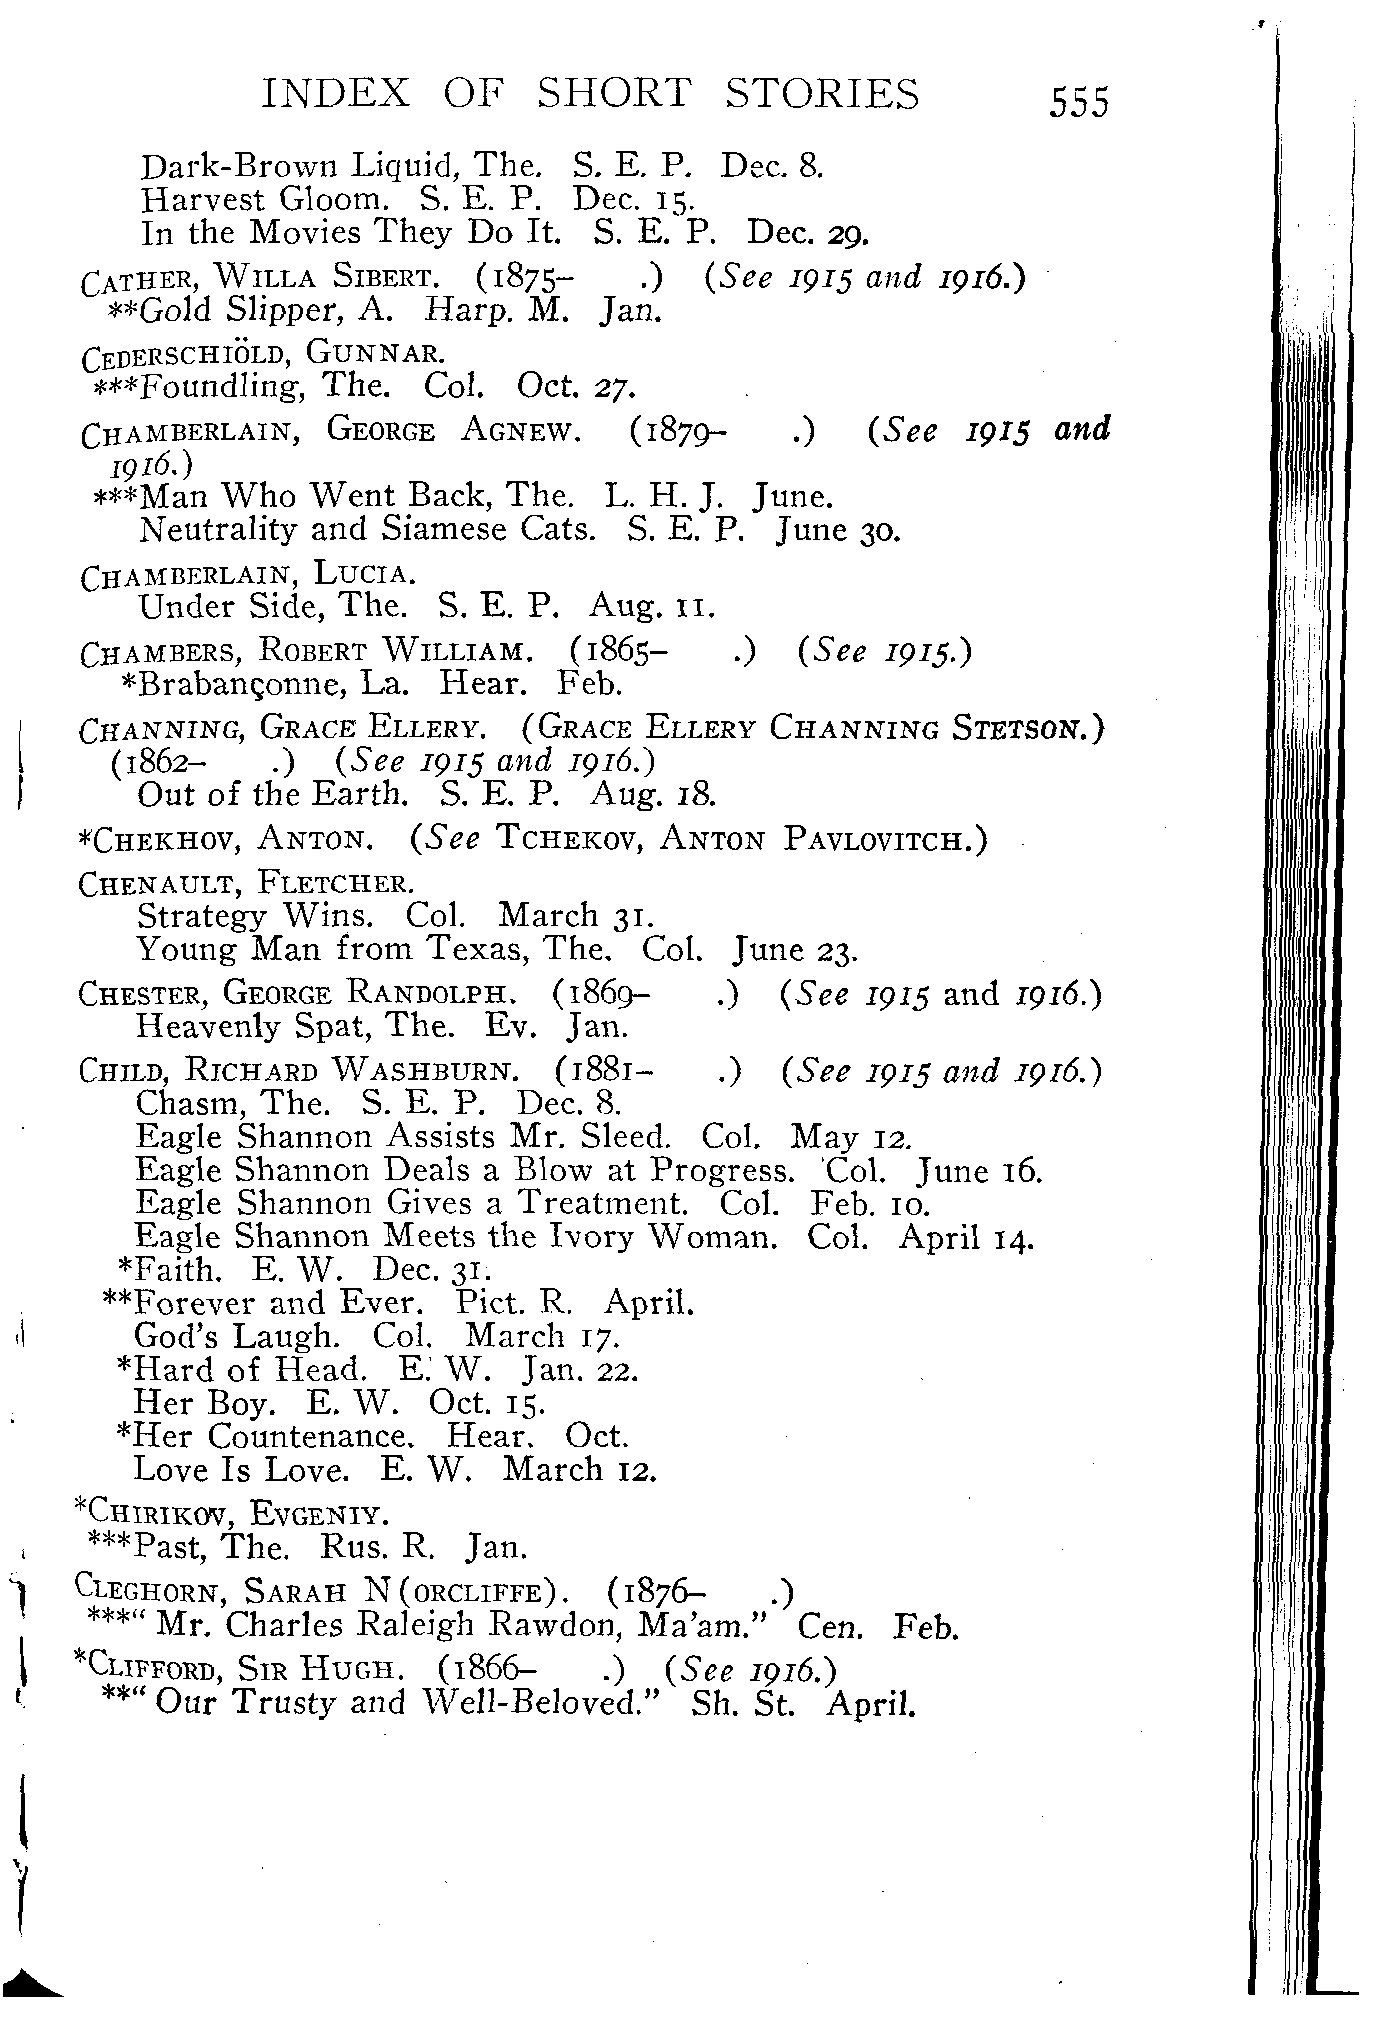 INDEX OF SHORT STORIES 555
Dark-Brown Liquid, The. S. E. P. Dec. 8.
Harvest Gloom. S. E. P. Dec. 15.
In the Movies They Do It. S. E. P. Dec. 29.
CATHER, WILLA SIBERT. (1875– .) (See 1915 and 1916.)
**Gold Slipper, A. Harp. M. Jan.
CEDERSCHIÖLD, GUNNAR.
***Foundling, The. Col. Oct. 27.
CHAMBERLAIN, GEORGE AGNEW. (1879– .) (See 1915 and
1916.)
***Man Who Went Back, The. L. H. J. June.
Neutrality and Siamese Cats. S. E. P. June 30.
CHAMBERLAIN, LUCIA.
Under Side, The. S. E. P. Aug. 11.
CHAMBERS, ROBERT WILLIAM. (1865– .) (See 1915.)
*Brabançonne, La. Hear. Feb.
CHANNING, GRACE ELLERY. (GRACE ELLERY CHANNING STETSON.)
(1862– .) (See 1915 and 1916.)
Out of the Earth. S. E. P. Aug. 18.
*CHEKHOV, ANTON. (See TCHEKOV, ANTON PAVLOVITCH.)
CHENAULT, FLETCHER.
Strategy Wins. Col. March 31.
Young Man from Texas, The. Col. June 23.
CHESTER, GEORGE RANDOLPH. (1869– .) (See 1915 and 1916.)
Heavenly Spat, The. Ev. Jan.
CHILD, RICHARD WASHBURN. (1881– .) (See 1915 and 1916.)
Chasm, The. S. E. P. Dec. 8.
Eagle Shannon Assists Mr. Sleed. Col. May 12.
Eagle Shannon Deals a Blow at Progress. Col. June 16.
Eagle Shannon Gives a Treatment. Col. Feb. 10.
Eagle Shannon Meets the Ivory Woman. Col. April 14.
*Faith. E. W. Dec. 31.
**Forever and Ever. Pict. R. April.
God's Laugh. Col. March 17.
*Hard of Head. E. W. Jan. 22.
Her Boy. E. W. Oct. 15.
*Her Countenance. Hear. Oct.
Love Is Love. E. W. March 12.
*CHIRIKOV, EVGENIY.
***Past, The. Rus. R. Jan.
CLEGHORN, SARAH N(ORCLIFFE). (1876– .)
***“Mr. Charles Raleigh Rawdon, Ma'am.” Cen. Feb.
*CLIFFORD, SIR HUGH. (1866– .) (See 1916.)
**“Our Trusty and Well-Beloved.” Sh. St. April.